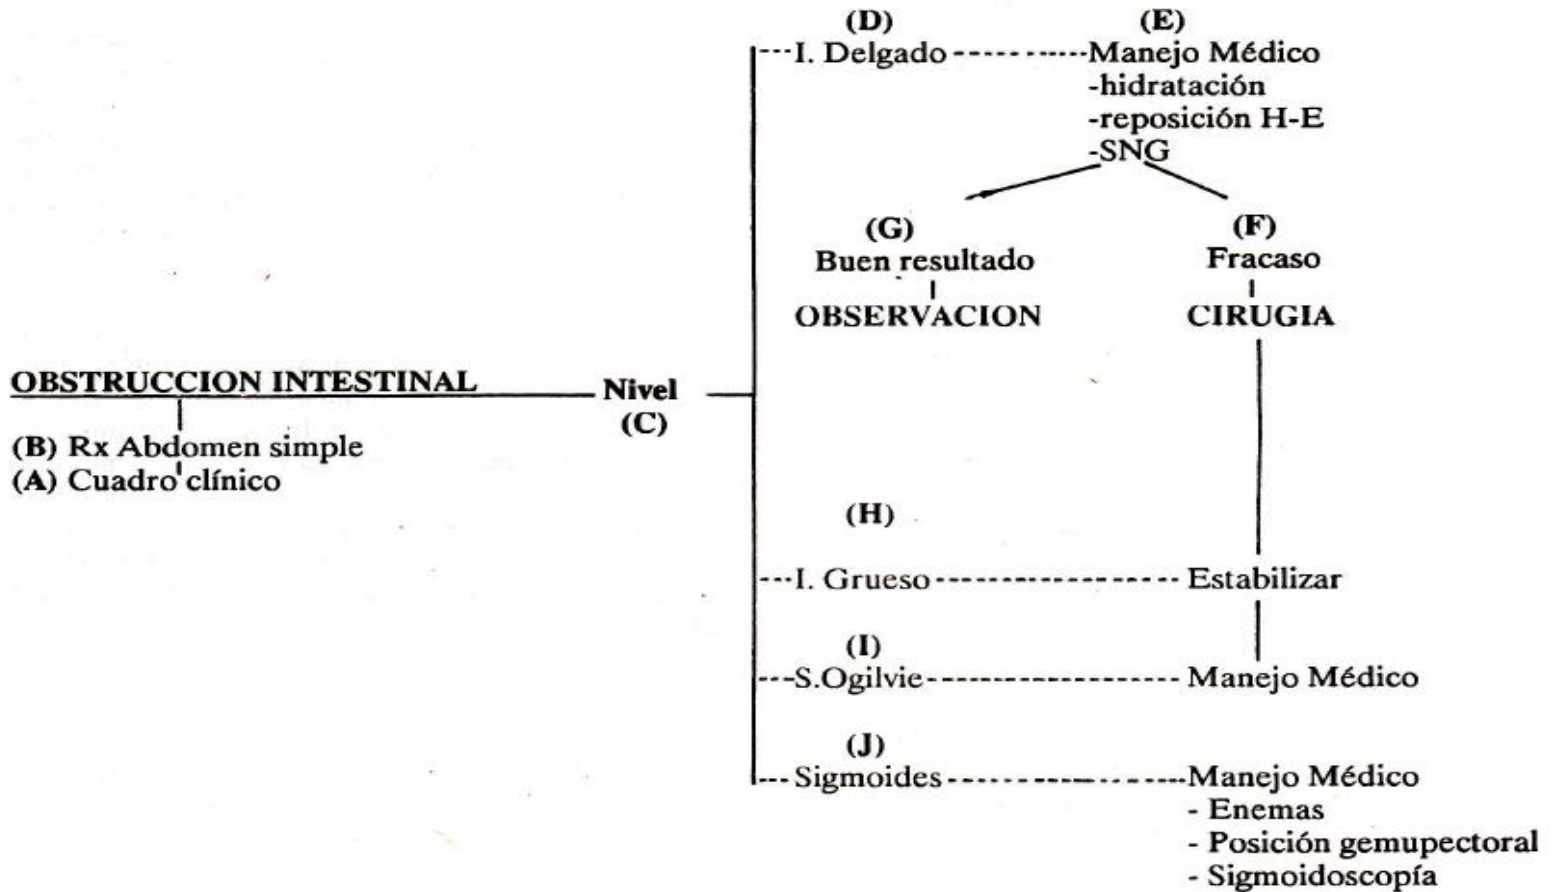 (D)
I. Delgado
(E)
Manejo Médico
-hidratación
-reposición H-E
-SNG
(G)
Buen resultado
OBSERVACION
(F)
Fracaso
CIRUGIA
OBSTRUCCION INTESTINAL
Nivel
(C)
(B) Rx Abdomen simple
(A) Cuadro clínico
(H)
I. Grueso
Estabilizar
(I)
S.Ogilvie
Manejo Médico
(J)
Sigmoides
Manejo Médico
- Enemas
- Posición gemupectoral
- Sigmoidoscopía